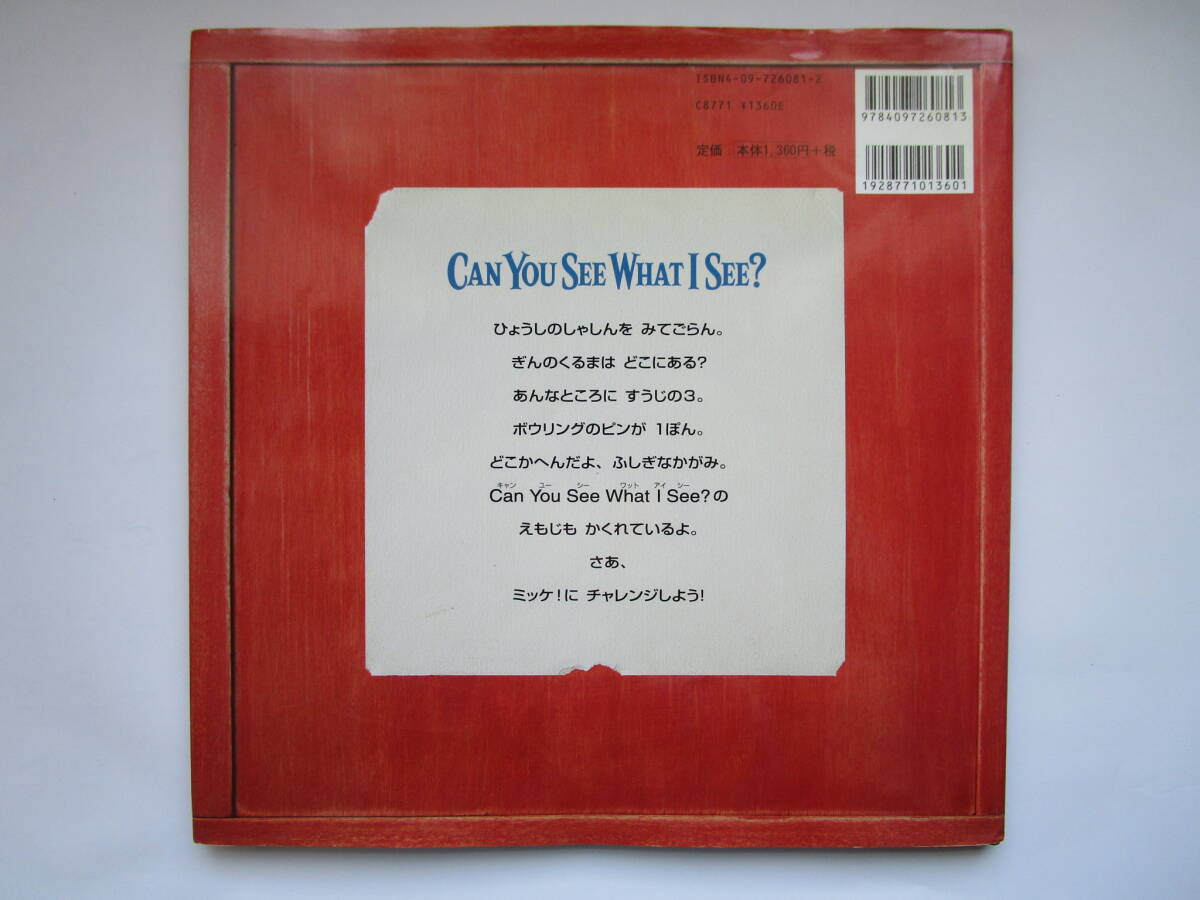 ISBN4-09-726081-2
C8771 ¥1360E
定価：本体1,360円＋税
9784097260813
1928771013601
CAN YOU SEE WHAT I SEE?
ひょうしのしゃしんを みてごらん。
ぎんのくるまは どこにある?
あんなところに すうじの3。
ボウリングのピンが 1ぽん。
どこかへんだよ、ふしぎなかがみ。
キャン ユー シー ワット アイ シー
Can You See What I See?の
えもじも かくれているよ。
さあ、
ミッケ!に チャレンジしよう!